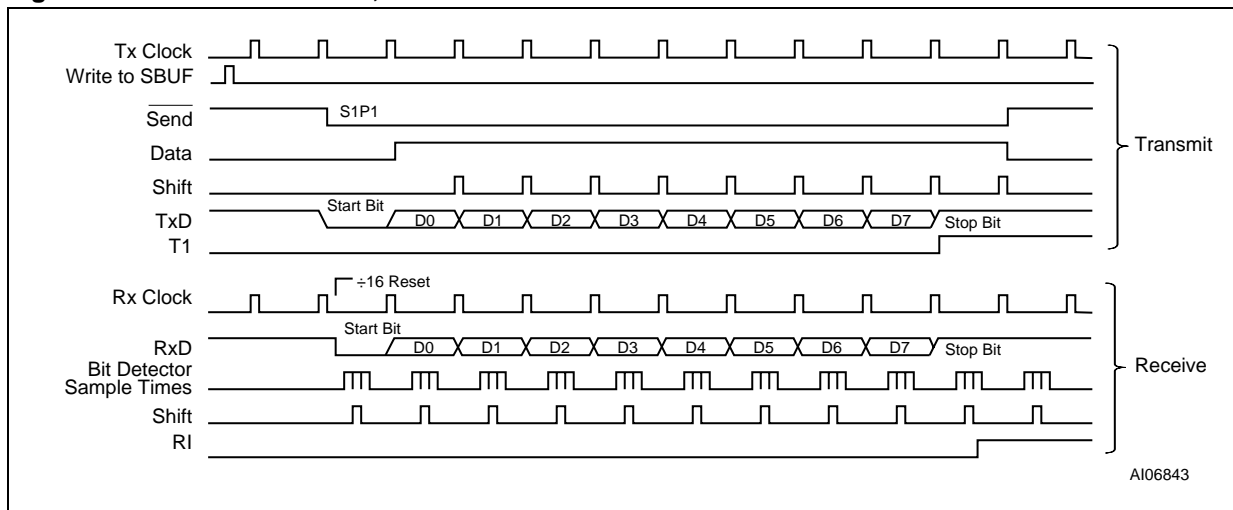 Tx Clock
Write to SBUF
Send
S1P1
Data
Transmit
Shift
Start Bit
TxD
D0 D1 D2 D3 D4 D5 D6 D7 Stop Bit
T1
÷16 Reset
Rx Clock
Start Bit
RxD
D0 D1 D2 D3 D4 D5 D6 D7 Stop Bit
Bit Detector
Sample Times
Receive
Shift
RI
AI06843